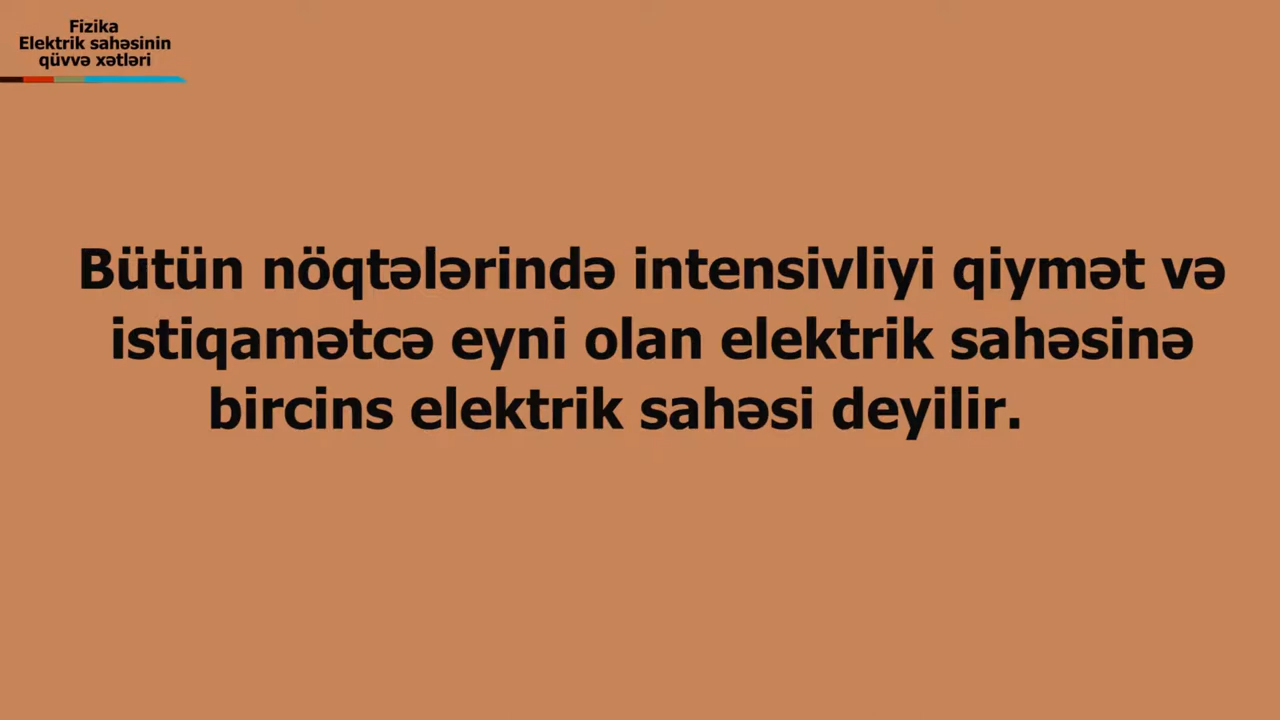 Fizika
Elektrik sahəsinin
qüvvə xətləri
Bütün nöqtələrində intensivliyi qiymət və
istiqamətcə eyni olan elektrik sahəsinə
bircins elektrik sahəsi deyilir.